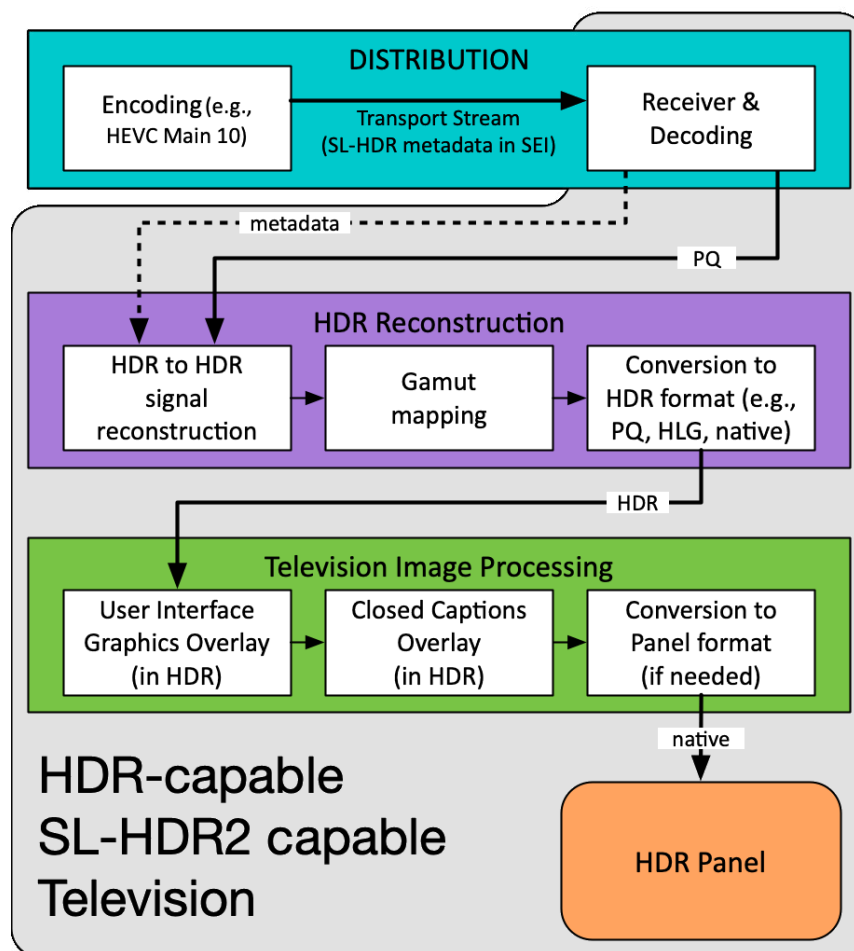 DISTRIBUTION
Encoding (e.g.,
HEVC Main 10)
Transport Stream
(SL-HDR metadata in SEI)
Receiver &
Decoding
metadata
PQ
HDR Reconstruction
HDR to HDR
signal
reconstruction
Gamut
mapping
Conversion to
HDR format (e.g.,
PQ, HLG, native)
HDR
Television Image Processing
User Interface
Graphics Overlay
(in HDR)
Closed Captions
Overlay
(in HDR)
Conversion to
Panel format
(if needed)
native
HDR-capable
SL-HDR2 capable
Television
HDR Panel